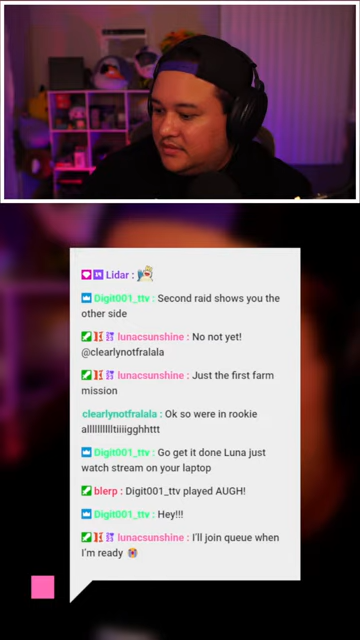 Lidar :
Digit001_ttv : Second raid shows you the
other side
lunacsunshine : No not yet!
@clearlynotfralala
lunacsunshine : Just the first farm
mission
clearlynotfralala : Ok so were in rookie
alllllllllltiiiigghhttt
Digit001_ttv : Go get it done Luna just
watch stream on your laptop
blerp : Digit001_ttv played AUGH!
Digit001_ttv : Hey!!!
lunacsunshine : I'll join queue when
I'm ready